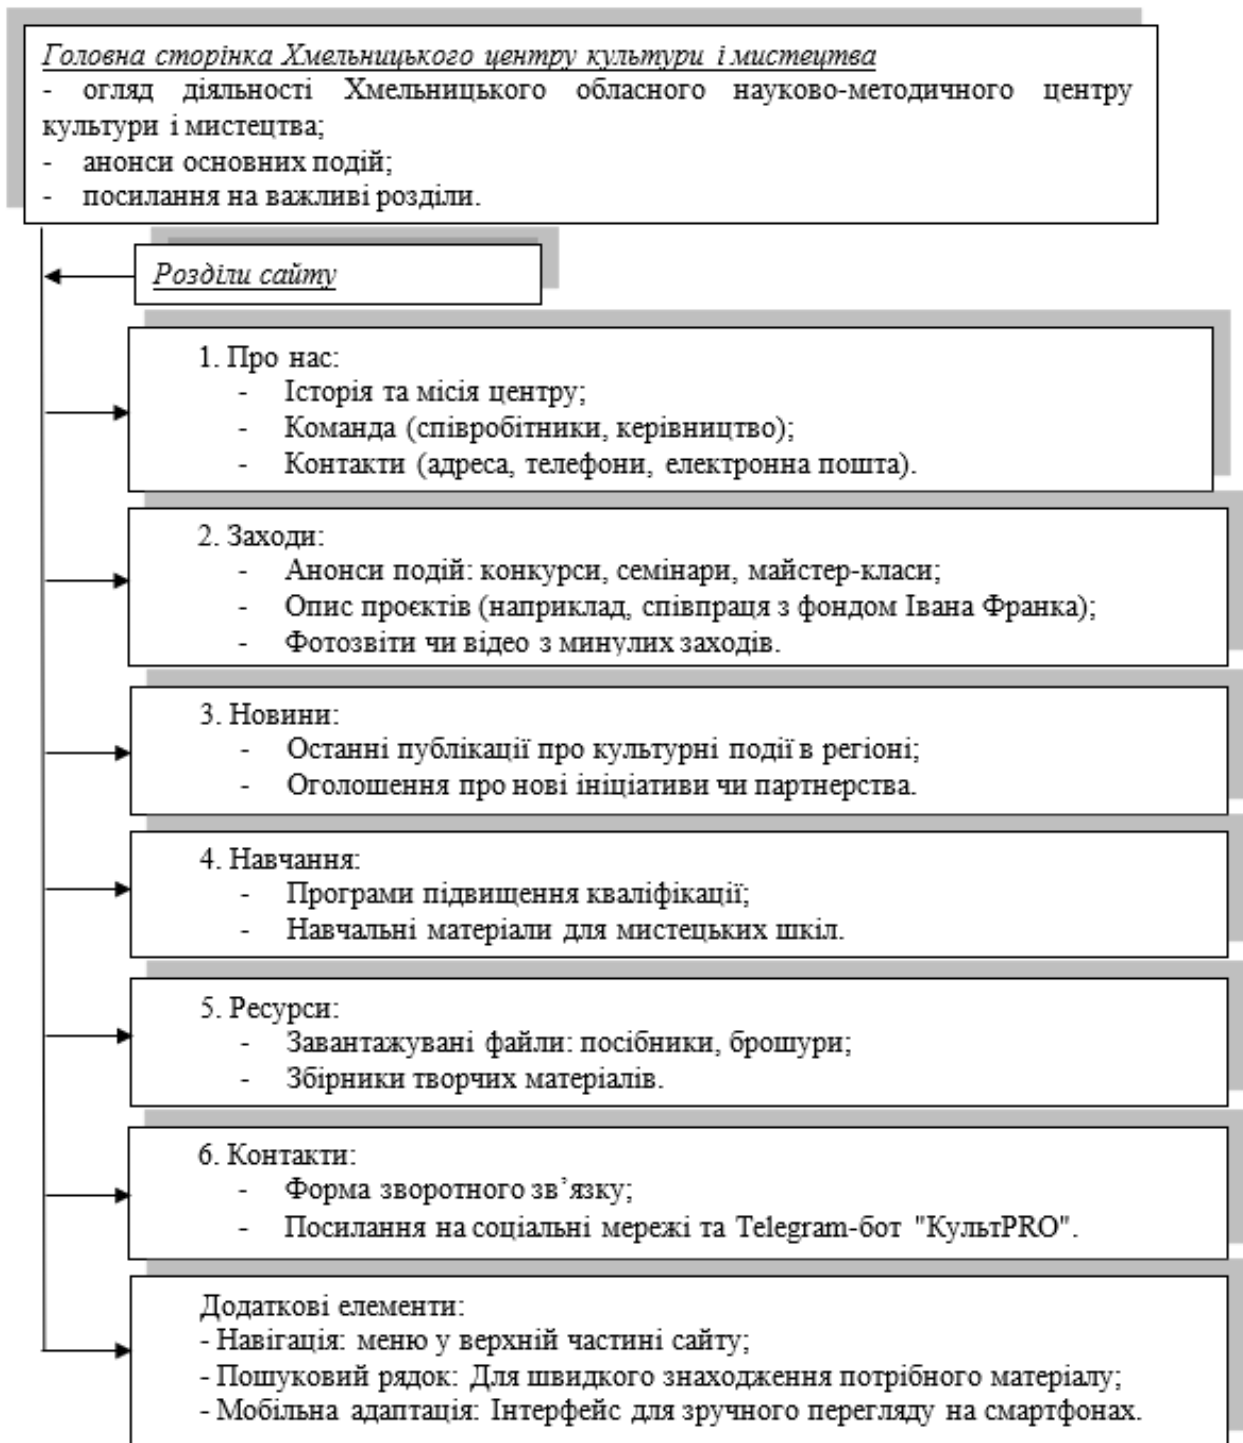 Головна сторінка Хмельницького центру культури і мистецтва
- огляд діяльності Хмельницького обласного науково-методичного центру
культури і мистецтва;
- анонси основних подій;
- посилання на важливі розділи.
Розділи сайту
1. Про нас:
- Історія та місія центру;
- Команда (співробітники, керівництво);
- Контакти (адреса, телефони, електронна пошта).
2. Заходи:
- Анонси подій: конкурси, семінари, майстер-класи;
- Опис проєктів (наприклад, співпраця з фондом Івана Франка);
- Фотозвіти чи відео з минулих заходів.
3. Новини:
- Останні публікації про культурні події в регіоні;
- Оголошення про нові ініціативи чи партнерства.
4. Навчання:
- Програми підвищення кваліфікації;
- Навчальні матеріали для мистецьких шкіл.
5. Ресурси:
- Завантажувані файли: посібники, брошури;
- Збірники творчих матеріалів.
6. Контакти:
- Форма зворотного зв’язку;
- Посилання на соціальні мережі та Telegram-бот "КультPRO".
Додаткові елементи:
- Навігація: меню у верхній частині сайту;
- Пошуковий рядок: Для швидкого знаходження потрібного матеріалу;
- Мобільна адаптація: Інтерфейс для зручного перегляду на смартфонах.